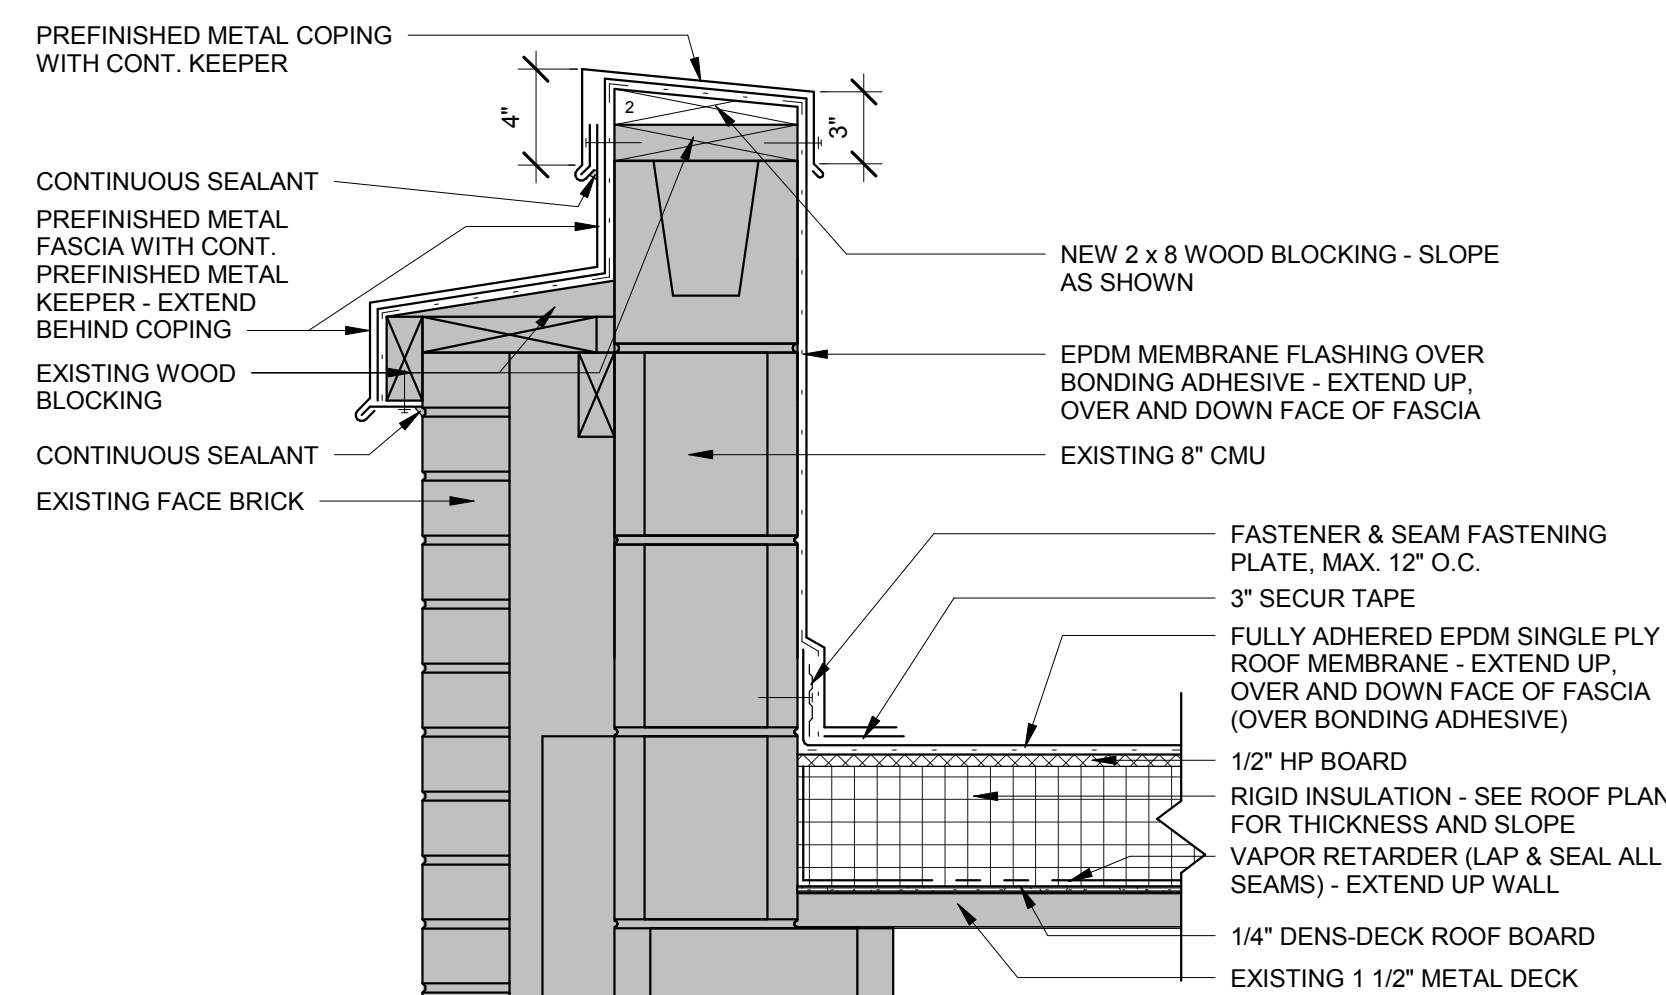 PREFINISHED METAL COPING
WITH CONT. KEEPER
4"
2
3"
CONTINUOUS SEALANT
PREFINISHED METAL
FASCIA WITH CONT.
PREFINISHED METAL
KEEPER - EXTEND
BEHIND COPING
EXISTING WOOD
BLOCKING
CONTINUOUS SEALANT
EXISTING FACE BRICK
NEW 2 x 8 WOOD BLOCKING - SLOPE
AS SHOWN
EPDM MEMBRANE FLASHING OVER
BONDING ADHESIVE - EXTEND UP,
OVER AND DOWN FACE OF FASCIA
EXISTING 8" CMU
FASTENER & SEAM FASTENING
PLATE, MAX. 12" O.C.
3" SECUR TAPE
FULLY ADHERED EPDM SINGLE PLY
ROOF MEMBRANE - EXTEND UP,
OVER AND DOWN FACE OF FASCIA
(OVER BONDING ADHESIVE)
1/2" HP BOARD
RIGID INSULATION - SEE ROOF PLAN
FOR THICKNESS AND SLOPE
VAPOR RETARDER (LAP & SEAL ALL
SEAMS) - EXTEND UP WALL
1/4" DENS-DECK ROOF BOARD
EXISTING 1 1/2" METAL DECK